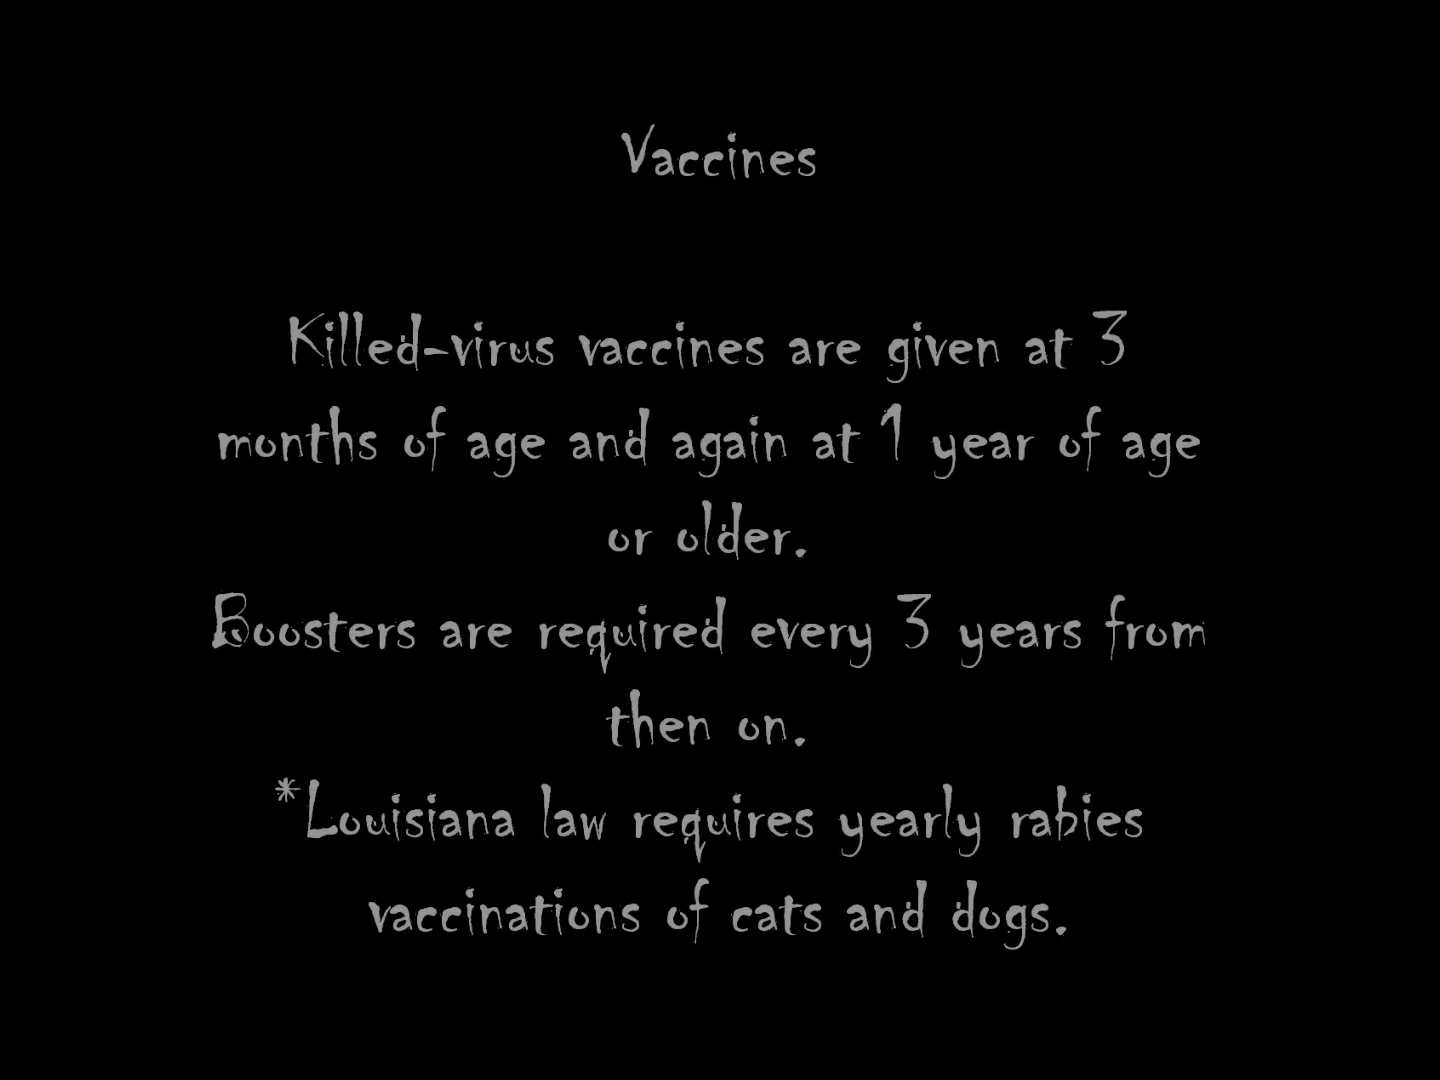 Vaccines
Killed-virus vaccines are given at 3
months of age and again at 1 year of age
or older.
Boosters are required every 3 years from
then on.
*Louisiana law requires yearly rabies
vaccinations of cats and dogs.